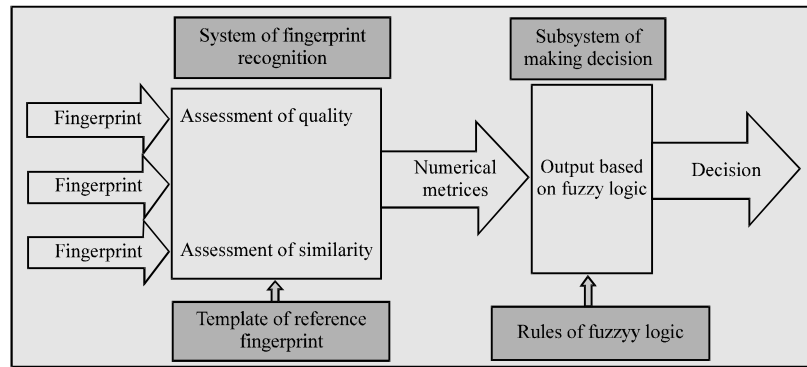 System of fingerprint
recognition
Subsystem of
making decision
Fingerprint
Assessment of quality
Fingerprint
Numerical
metrices
Output based
on fuzzy logic
Decision
Fingerprint
Assessment of similarity
Template of reference
fingerprint
Rules of fuzzyy logic